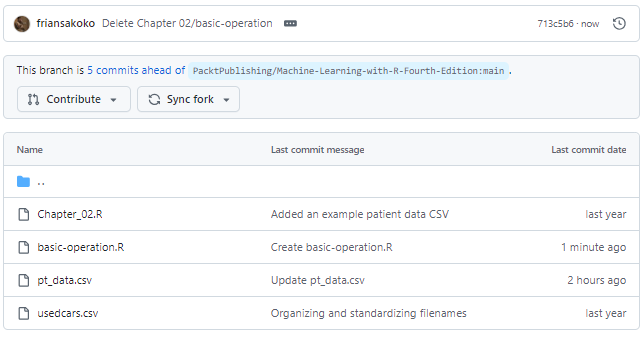 friansakoko Delete Chapter 02/basic-operation 713c5b6 · now
This branch is 5 commits ahead of PacktPublishing/Machine-Learning-with-R-Fourth-Edition:main .
Contribute Sync fork
Name Last commit message Last commit date
..
Chapter_02.R Added an example patient data CSV last year
basic-operation.R Create basic-operation.R 1 minute ago
pt_data.csv Update pt_data.csv 2 hours ago
usedcars.csv Organizing and standardizing filenames last year